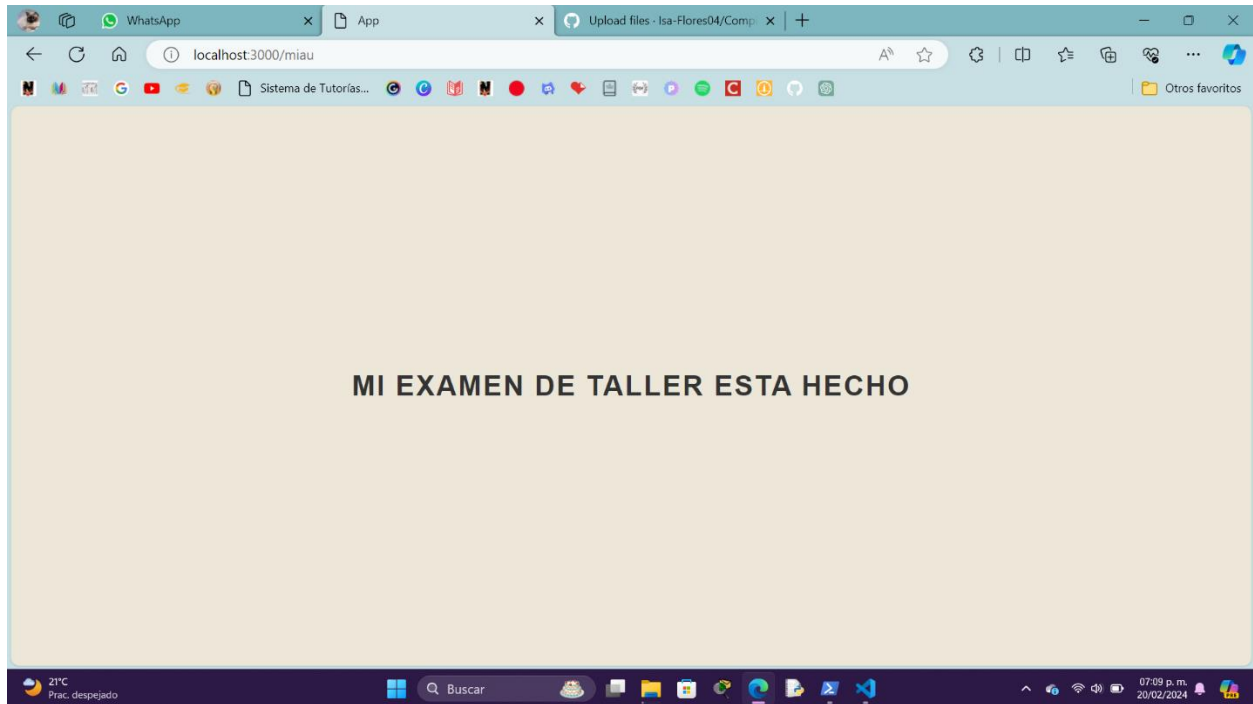 WhatsApp
App
Upload files · Isa-Flores04/Comp
localhost:3000/miau
Sistema de Tutorías...
Otros favoritos
MI EXAMEN DE TALLER ESTA HECHO
21°C
Prac. despejado
Buscar
07:09 p. m.
20/02/2024